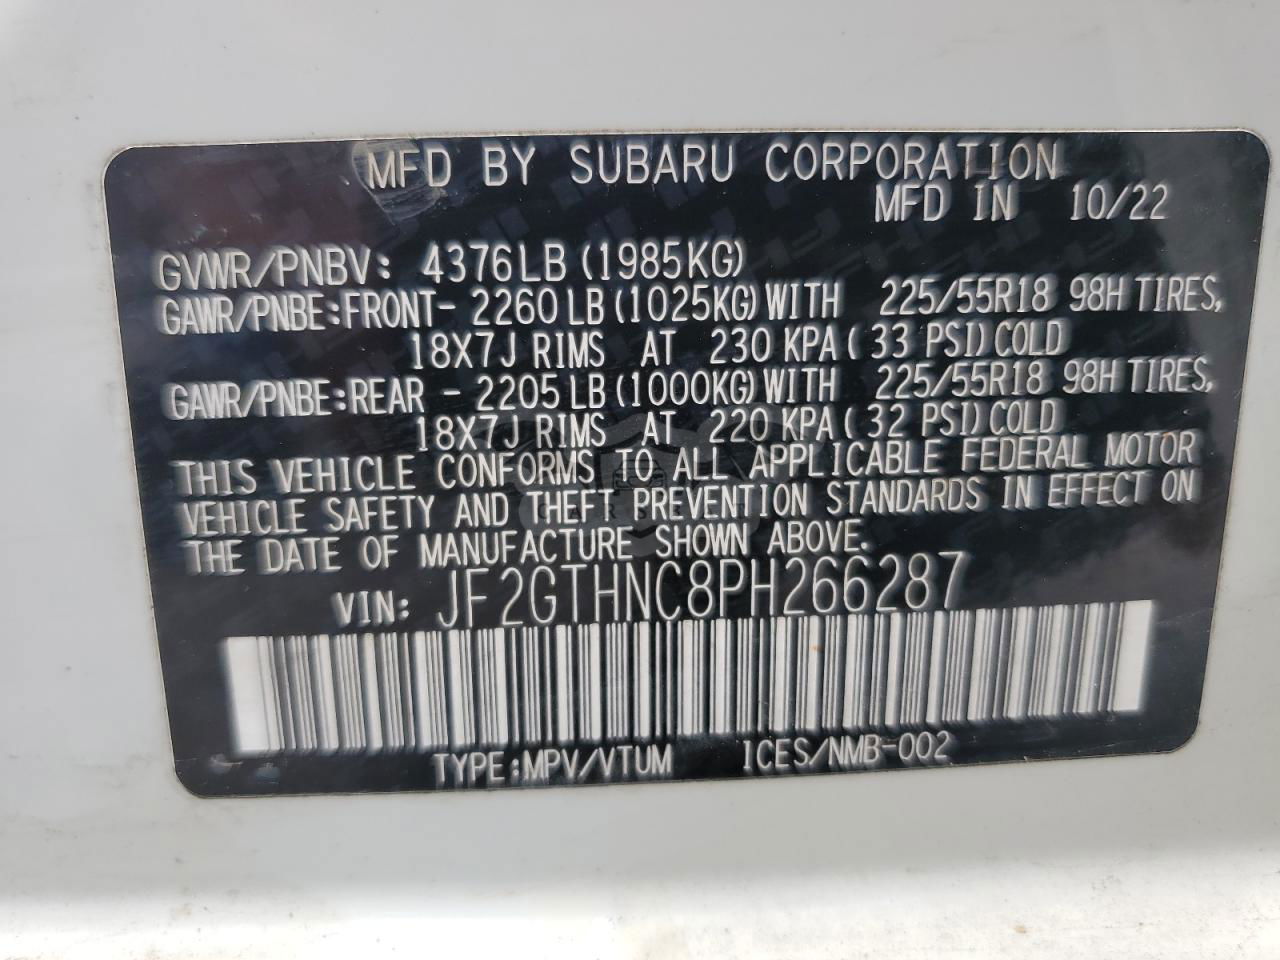 MFD BY SUBARU CORPORATION
MFD IN 10/22
GVWR/PNBV: 4376LB (1985KG)
GAWR/PNBE:FRONT- 2260 LB (1025KG) WITH 225/55R18 98H TIRES,
18X7J RIMS AT 230 KPA ( 33 PSI) COLD
GAWR/PNBE:REAR - 2205 LB (1000KG) WITH 225/55R18 98H TIRES,
18X7J RIMS AT 220 KPA ( 32 PSI) COLD
THIS VEHICLE CONFORMS TO ALL APPLICABLE FEDERAL MOTOR
VEHICLE SAFETY AND THEFT PREVENTION STANDARDS IN EFFECT ON
THE DATE OF MANUFACTURE SHOWN ABOVE.
VIN: JF2GTHNC8PH266287
TYPE:MPV/VTUM ICES/NMB-002